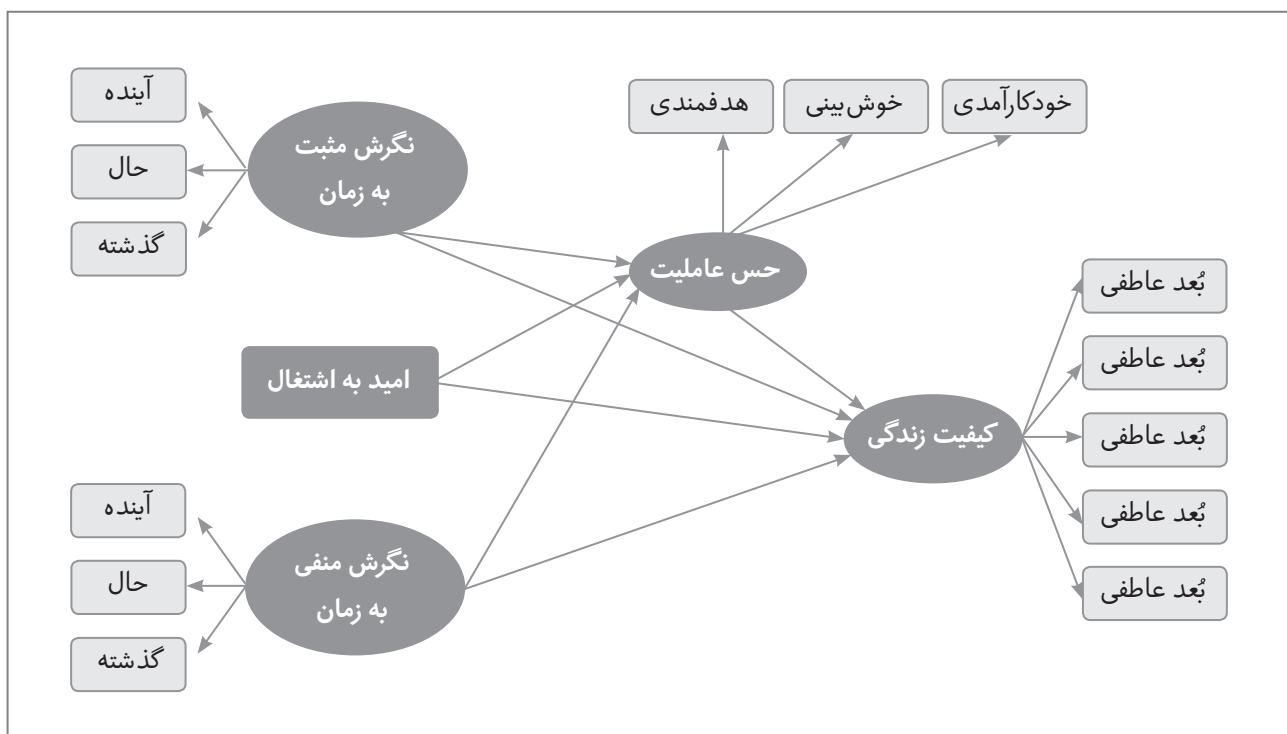 آینده
حال
گذشته
نگرش مثبت
به زمان
هدفمندی
خوش‌بینی
خودکارآمدی
حس عاملیت
امید به اشتغال
کیفیت زندگی
بُعد عاطفی
بُعد عاطفی
بُعد عاطفی
بُعد عاطفی
بُعد عاطفی
آینده
حال
گذشته
نگرش منفی
به زمان